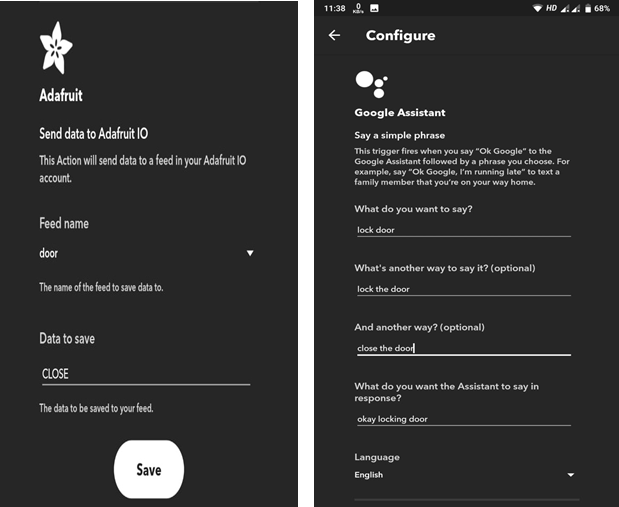 Adafruit
Send data to Adafruit IO
This Action will send data to a feed in your Adafruit IO
account.
Feed name
door
The name of the feed to save data to.
Data to save
CLOSE
The data to be saved to your feed.
Save
11:38 0 KB/s HD 68%
Configure
Google Assistant
Say a simple phrase
This trigger fires when you say “Ok Google” to the
Google Assistant followed by a phrase you choose. For
example, say “Ok Google, I’m running late” to text a
family member that you’re on your way home.
What do you want to say?
lock door
What's another way to say it? (optional)
lock the door
And another way? (optional)
close the door
What do you want the Assistant to say in
response?
okay locking door
Language
English